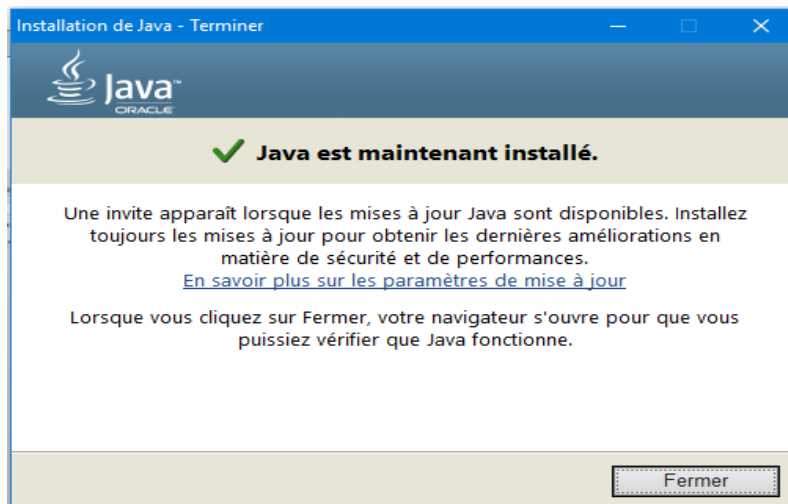 Installation de Java - Terminer
Java™
ORACLE
Java est maintenant installé.
Une invite apparaît lorsque les mises à jour Java sont disponibles. Installez
toujours les mises à jour pour obtenir les dernières améliorations en
matière de sécurité et de performances.
En savoir plus sur les paramètres de mise à jour
Lorsque vous cliquez sur Fermer, votre navigateur s'ouvre pour que vous
puissiez vérifier que Java fonctionne.
Fermer